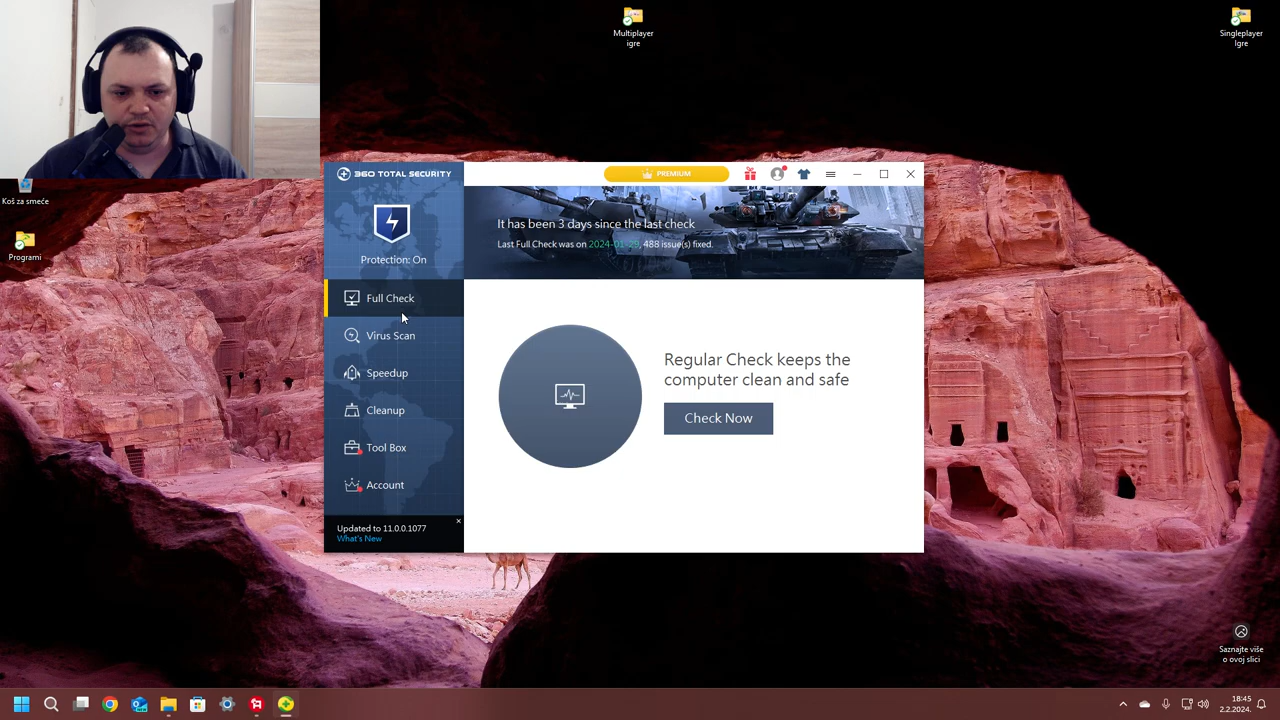 Multiplayer
igre
Singleplayer
Igre
Koš za smeće
Programi
360 TOTAL SECURITY
PREMIUM
Protection: On
It has been 3 days since the last check
Last Full Check was on 2024-01-29, 488 issue(s) fixed.
Full Check
Virus Scan
Speedup
Cleanup
Tool Box
Account
Regular Check keeps the
computer clean and safe
Check Now
Updated to 11.0.0.1077
What's New
Saznajte više
o ovoj slici
18:45
2.2.2024.